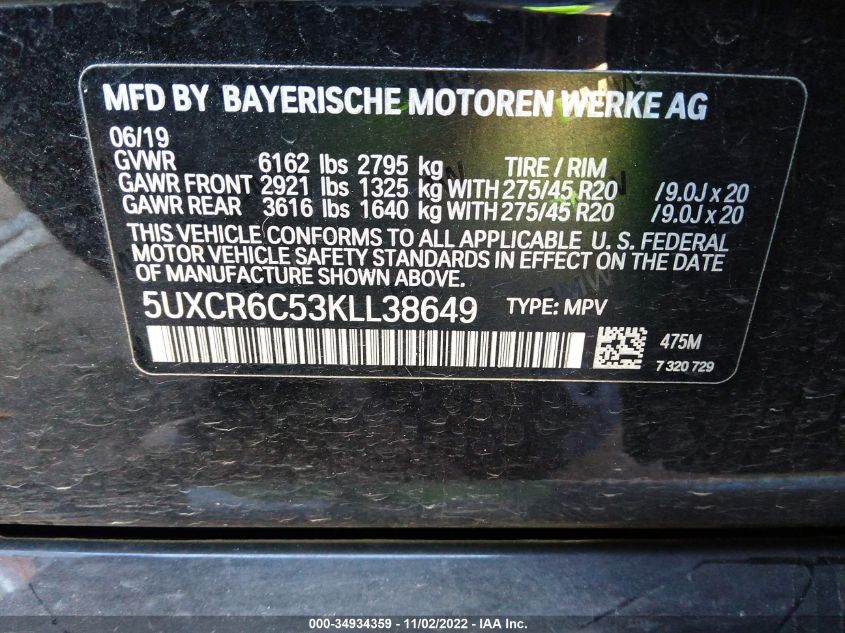 MFD BY BAYERISCHE MOTOREN WERKE AG
06/19
GVWR 6162 lbs 2795 kg TIRE / RIM
GAWR FRONT 2921 lbs 1325 kg WITH 275/45 R20 /9.0J x 20
GAWR REAR 3616 lbs 1640 kg WITH 275/45 R20 /9.0J x 20
THIS VEHICLE CONFORMS TO ALL APPLICABLE U. S. FEDERAL
MOTOR VEHICLE SAFETY STANDARDS IN EFFECT ON THE DATE
OF MANUFACTURE SHOWN ABOVE.
5UXCR6C53KLL38649 TYPE: MPV
475M
7 320 729
000-34934359 - 11/02/2022 - IAA Inc.